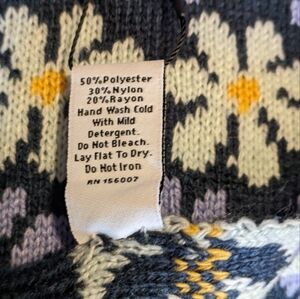 50%Polyester
30%Nylon
20%Rayon
Hand Wash Cold
With Mild
Detergent.
Do Not Bleach.
Lay Flat To Dry.
Do Not Iron
RN 156007